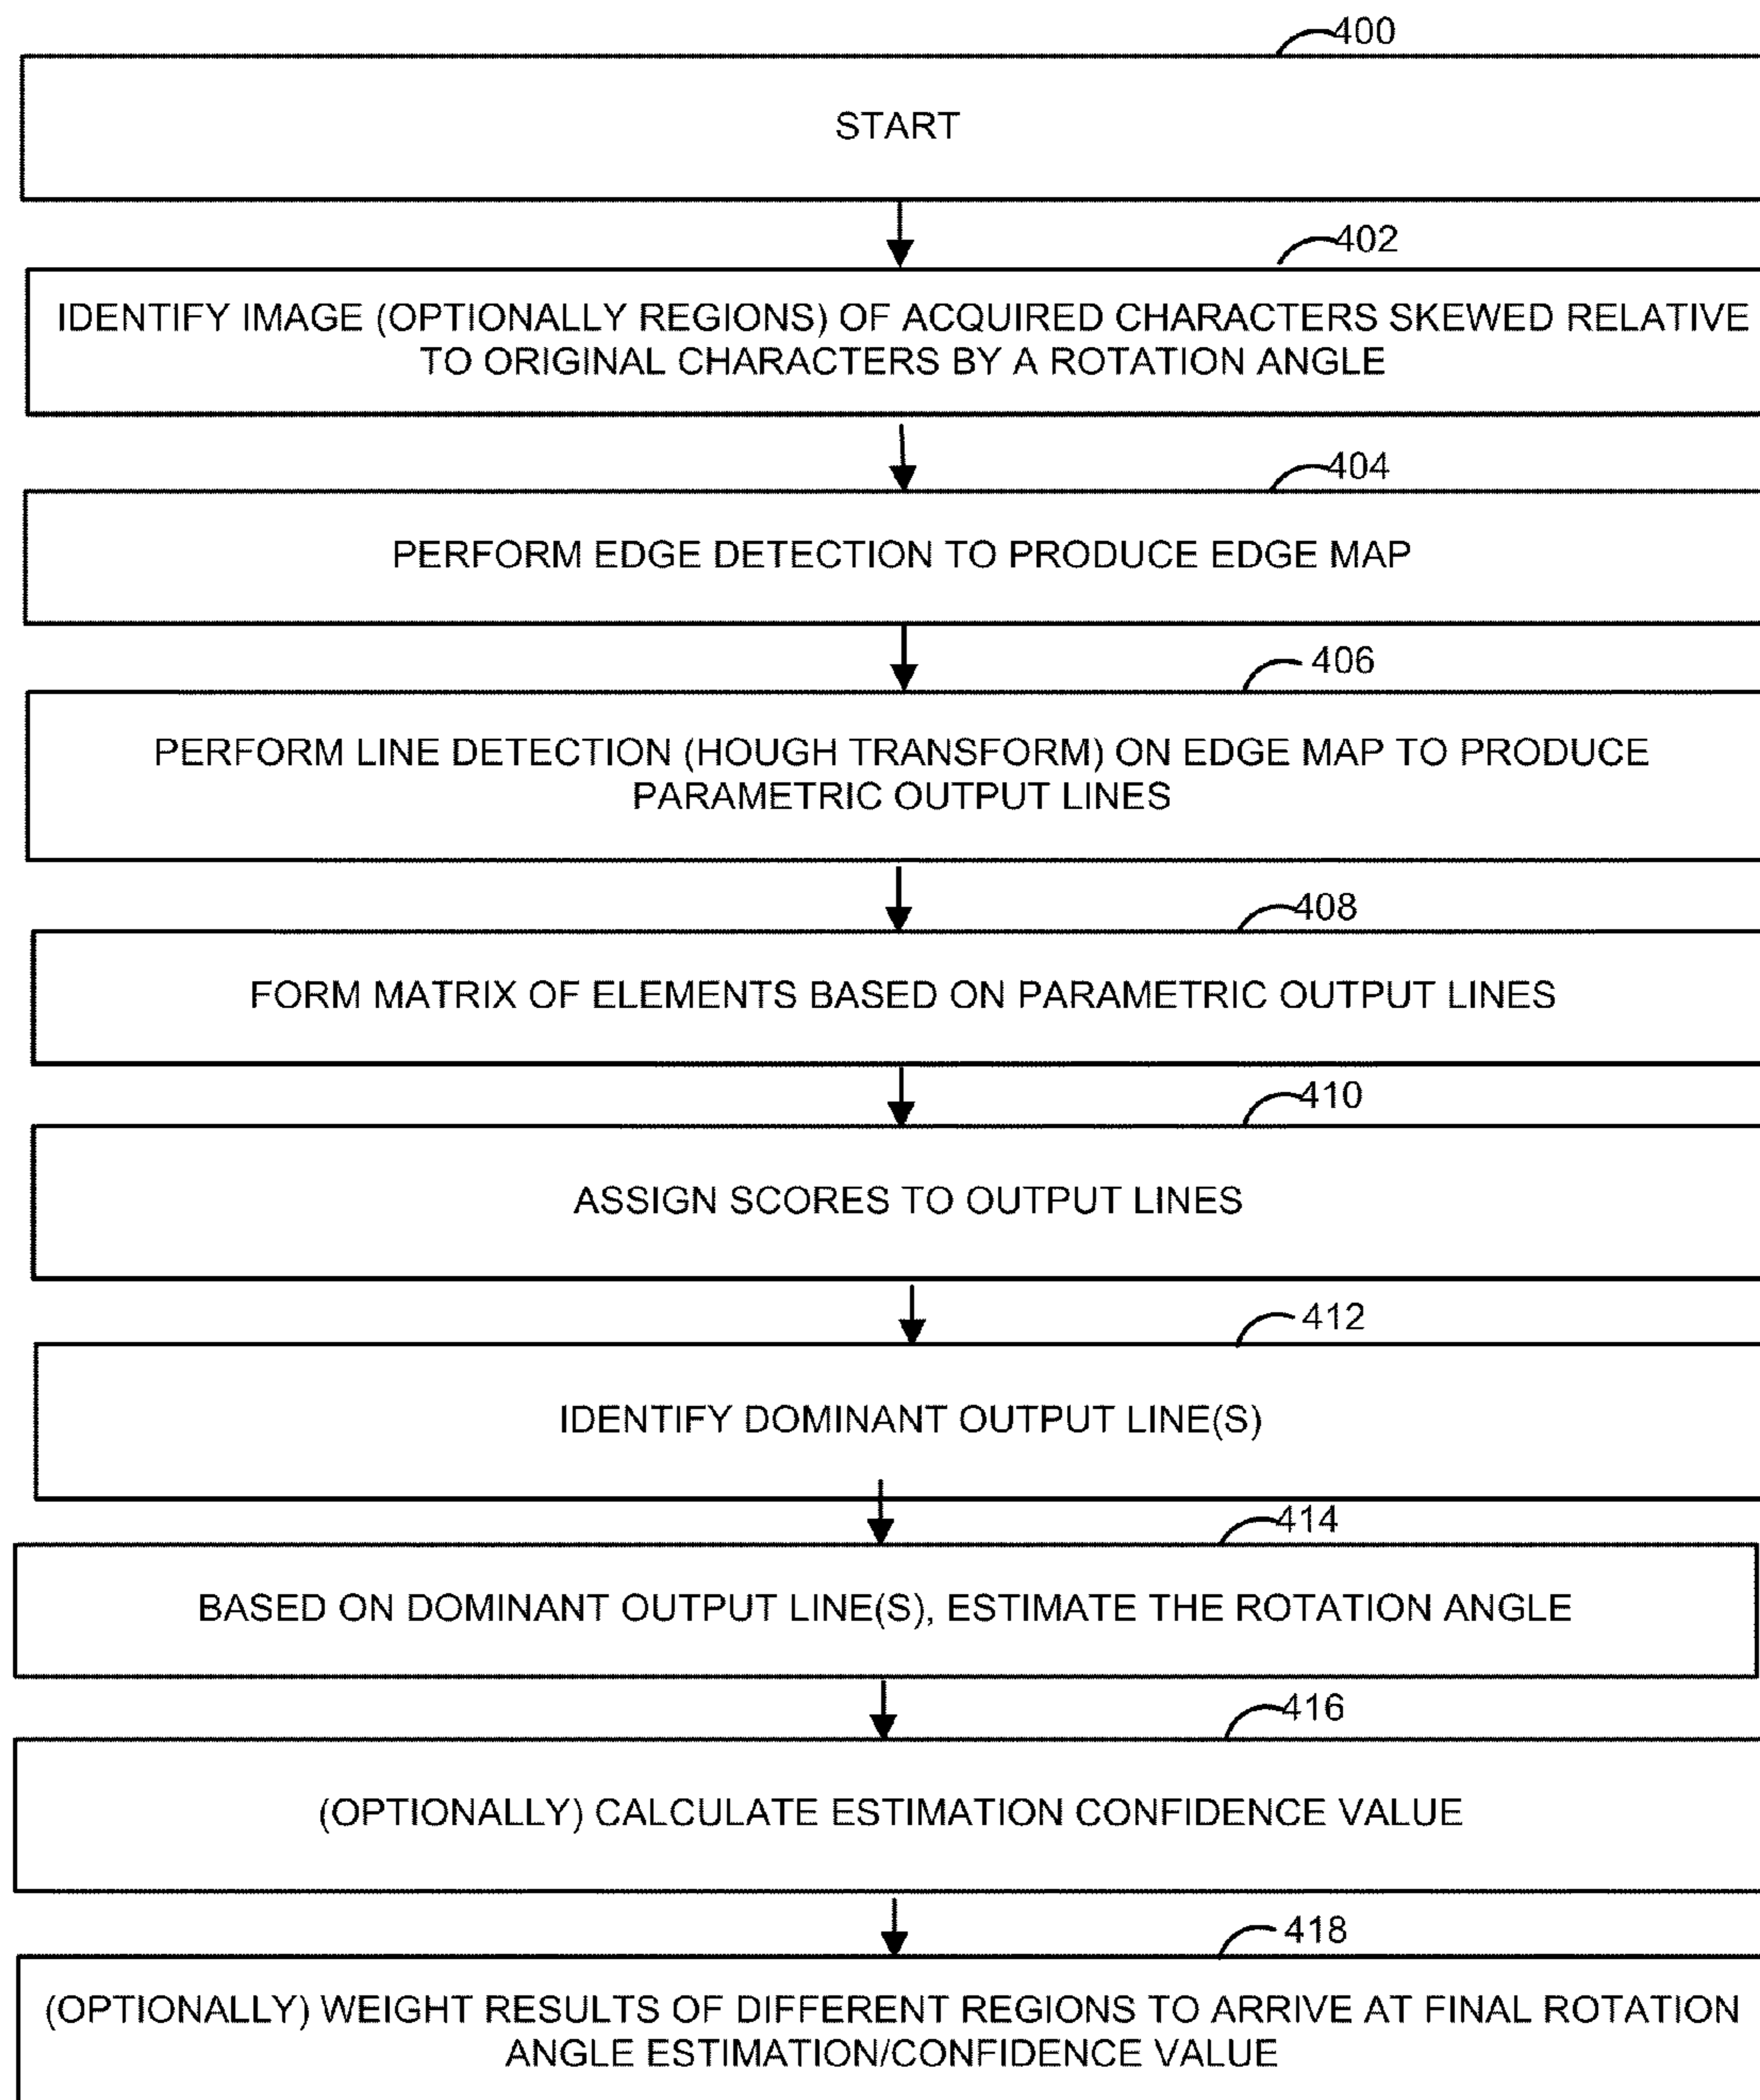 400
START
402
IDENTIFY IMAGE (OPTIONALLY REGIONS) OF ACQUIRED CHARACTERS SKEWED RELATIVE
TO ORIGINAL CHARACTERS BY A ROTATION ANGLE
404
PERFORM EDGE DETECTION TO PRODUCE EDGE MAP
406
PERFORM LINE DETECTION (HOUGH TRANSFORM) ON EDGE MAP TO PRODUCE
PARAMETRIC OUTPUT LINES
408
FORM MATRIX OF ELEMENTS BASED ON PARAMETRIC OUTPUT LINES
410
ASSIGN SCORES TO OUTPUT LINES
412
IDENTIFY DOMINANT OUTPUT LINE(S)
414
BASED ON DOMINANT OUTPUT LINE(S), ESTIMATE THE ROTATION ANGLE
416
(OPTIONALLY) CALCULATE ESTIMATION CONFIDENCE VALUE
418
(OPTIONALLY) WEIGHT RESULTS OF DIFFERENT REGIONS TO ARRIVE AT FINAL ROTATION
ANGLE ESTIMATION/CONFIDENCE VALUE